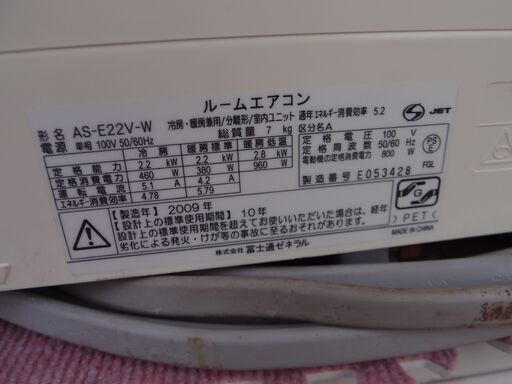 ルームエアコン
形名 AS-E22V-W 冷房・暖房兼用/分離形/室内ユニット 通年エネルギー消費効率 5.2
電源 単相 100V 50/60Hz 総質量 7 kg 区分名A
冷房 暖房標準 暖房低温
定格能力 2.2 kW 2.2 kW 2.8 kW
定格消費電力 460 W 380 W 960 W
運転電流 5.1 A 4.2 A
エネルギー消費効率 4.78 5.79
定格電圧 100 V
定格周波数 50/60 Hz
電動機の定格消費電力 800 W
製造番号 E053428
JET
PSE
FGL
【製造年】2009年
【設計上の標準使用期間】10年
設計上の標準使用期間を超えてお使いいただいた場合は、経年
劣化による発火・けが等の事故に至るおそれがあります。
株式会社 富士通ゼネラル
G
>PET<
MADE IN CHINA